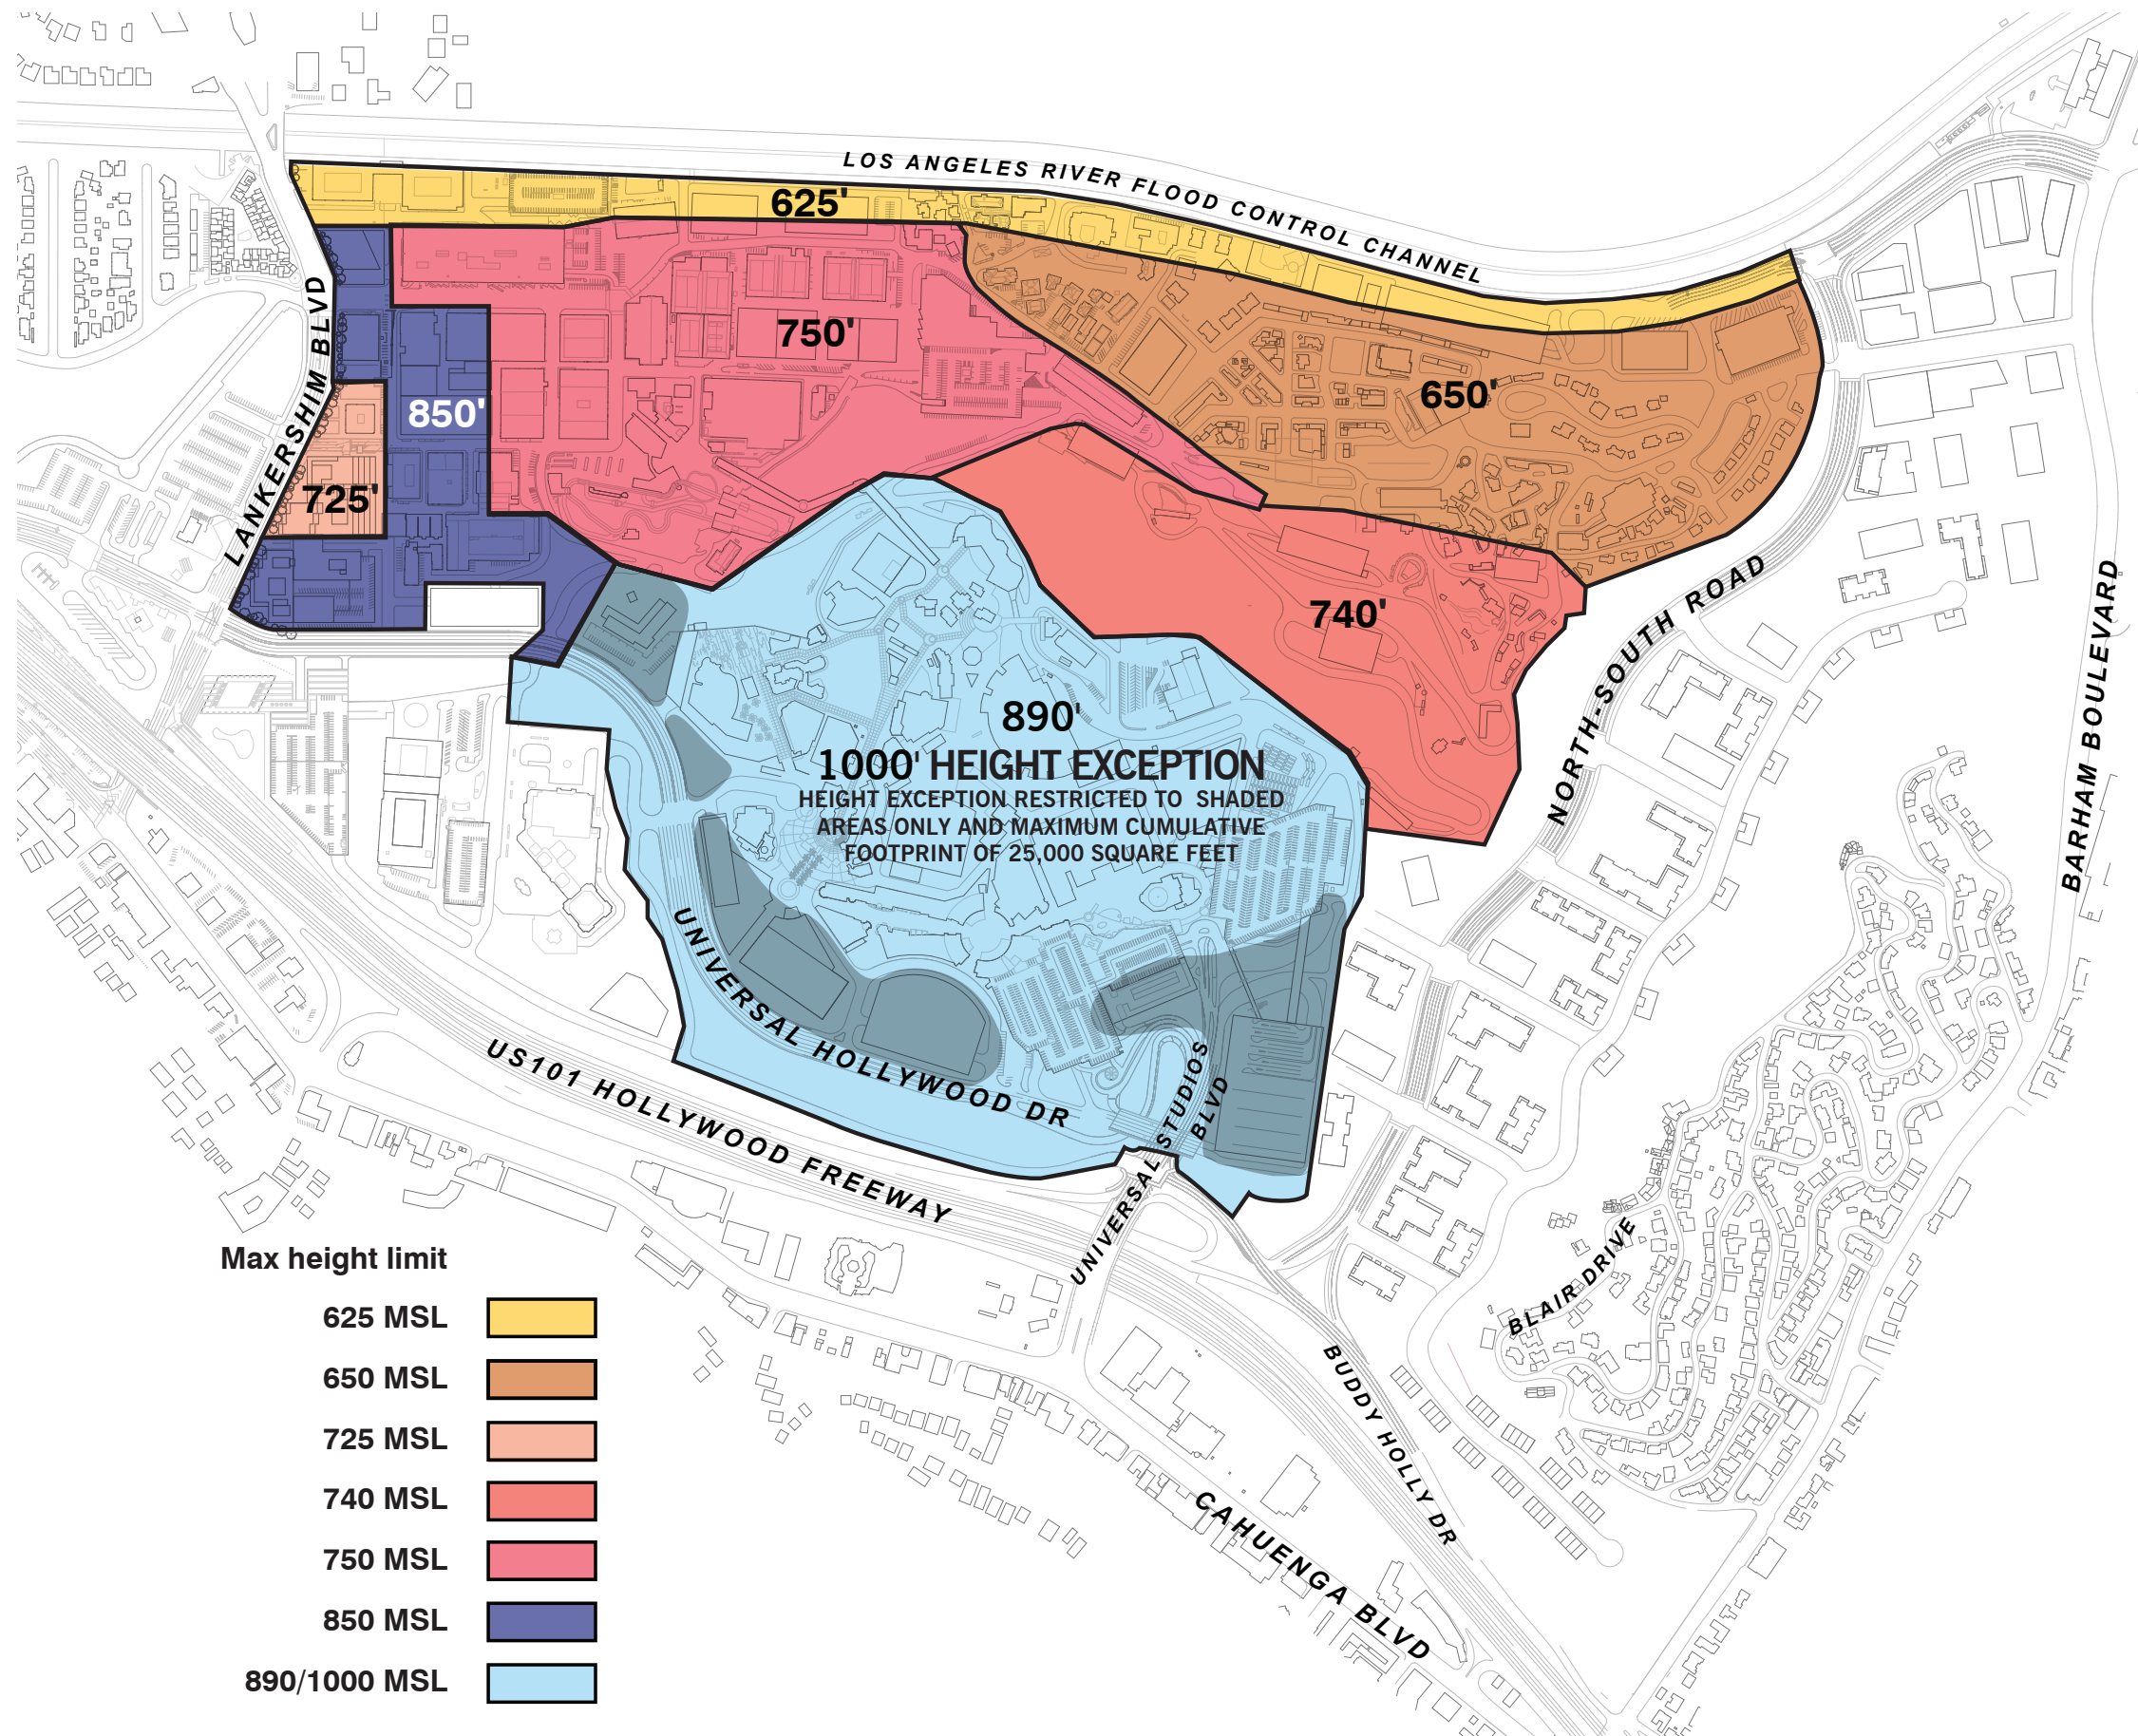 LOS ANGELES RIVER FLOOD CONTROL CHANNEL
625'
750'
650'
LANKERSHIM BLVD
850'
725'
740'
NORTH-SOUTH ROAD
BARHAM BOULEVARD
890'
1000' HEIGHT EXCEPTION
HEIGHT EXCEPTION RESTRICTED TO SHADED
AREAS ONLY AND MAXIMUM CUMULATIVE
FOOTPRINT OF 25,000 SQUARE FEET
UNIVERSAL HOLLYWOOD DR
US101 HOLLYWOOD FREEWAY
UNIVERSAL STUDIOS
BLVD
BLAIR DRIVE
BUDDY HOLLY DR
CAHUENGA BLVD
Max height limit
625 MSL
650 MSL
725 MSL
740 MSL
750 MSL
850 MSL
890/1000 MSL